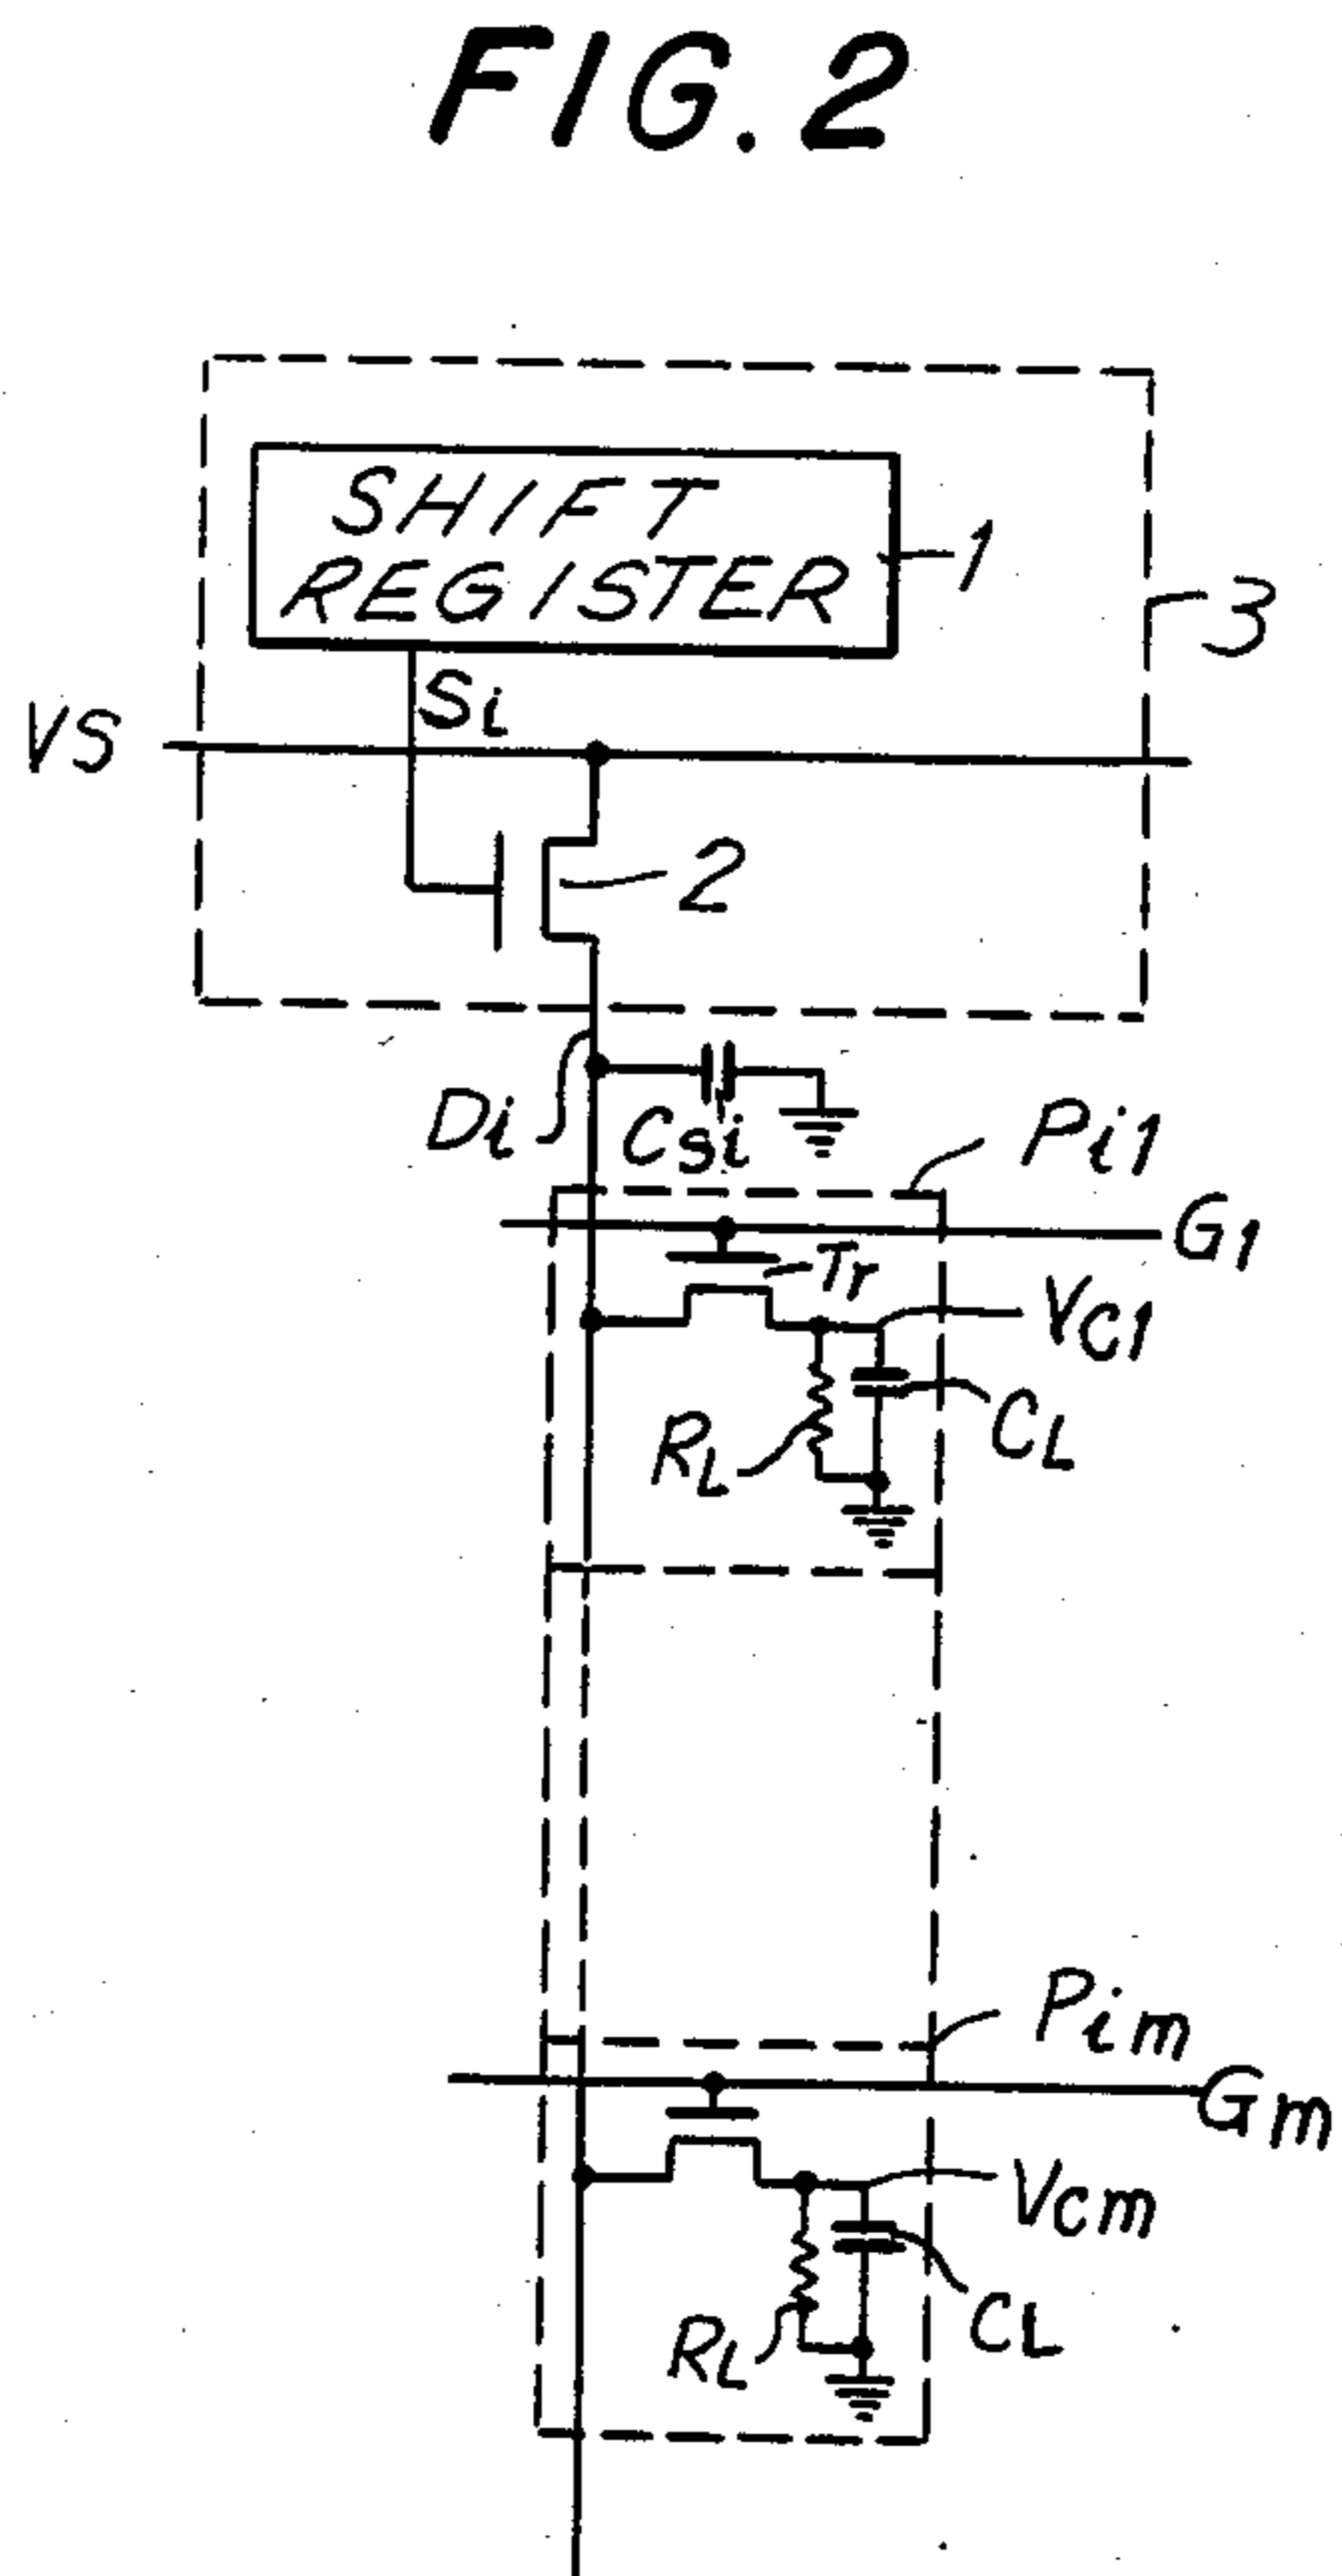 FIG. 2
SHIFT
REGISTER
1
3
Si
VS
2
Di
Csi
Pi1
G1
Tr
VC1
RL
CL
Pim
Gm
Vcm
RL
CL